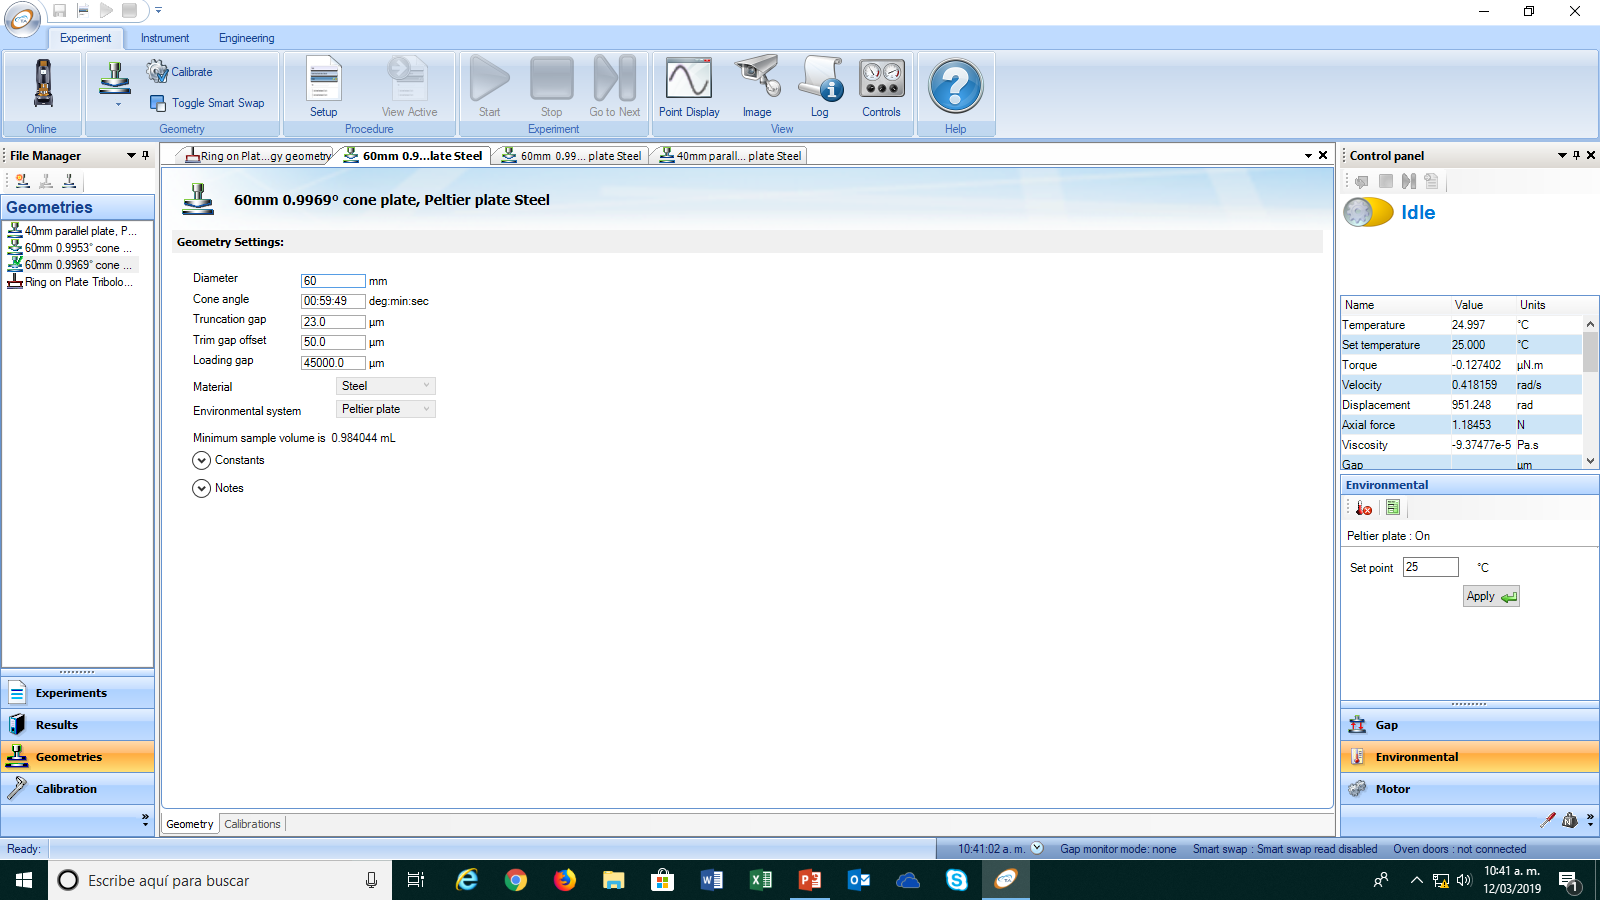 Experiment Instrument Engineering
Calibrate
Toggle Smart Swap
Setup View Active Start Stop Go to Next Point Display Image Log Controls
Online Geometry Procedure Experiment View Help
File Manager
Geometries
40mm parallel plate, P...
60mm 0.9953° cone ...
60mm 0.9969° cone ...
Ring on Plate Tribolo...
Experiments
Results
Geometries
Calibration
Ring on Plat...gy geometry 60mm 0.9...late Steel 60mm 0.99... plate Steel 40mm parall... plate Steel
60mm 0.9969° cone plate, Peltier plate Steel
Geometry Settings:
Diameter 60 mm
Cone angle 00:59:49 deg:min:sec
Truncation gap 23.0 µm
Trim gap offset 50.0 µm
Loading gap 45000.0 µm
Material Steel
Environmental system Peltier plate
Minimum sample volume is 0.984044 mL
Constants
Notes
Geometry Calibrations
Control panel
Idle
Name Value Units
Temperature 24.997 °C
Set temperature 25.000 °C
Torque -0.127402 µN.m
Velocity 0.418159 rad/s
Displacement 951.248 rad
Axial force 1.18453 N
Viscosity -9.37477e-5 Pa.s
Gap µm
Environmental
Peltier plate : On
Set point 25 °C
Apply
Gap
Environmental
Motor
Ready: 10:41:02 a. m. Gap monitor mode: none Smart swap : Smart swap read disabled Oven doors : not connected
Escribe aquí para buscar
10:41 a. m.
12/03/2019
1